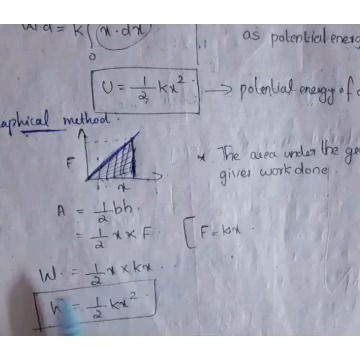 W.d = k∫ x.dx
0
as potential energ
U = 1/2 kx² → potential energy of
aphical method.
A
F
x
* The area under the
gives work done.
A = 1/2 bh.
= 1/2 x × F. [F = kx
W. = 1/2 x × kx.
W = 1/2 kx².